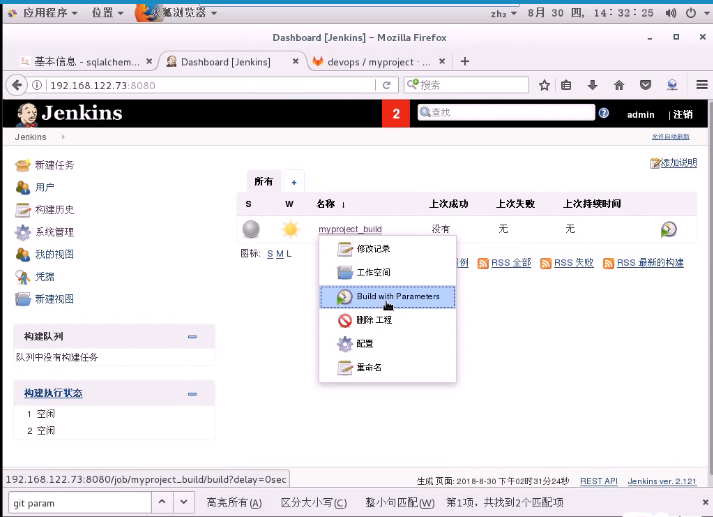 应用程序 位置 火狐浏览器 zh₂ 8月 30 四, 14:32:25
Dashboard [Jenkins] - Mozilla Firefox
基本信息 - sqlalchem... Dashboard [Jenkins] devops / myproject · ...
192.168.122.73:8080 搜索
Jenkins 2 查找 admin | 注销
Jenkins 允许自动刷新
新建任务
用户
构建历史
系统管理
我的视图
凭据
新建视图
构建队列
队列中没有构建任务
构建执行状态
1 空闲
2 空闲
添加说明
所有 +
S W 名称 ↓ 上次成功 上次失败 上次持续时间
myproject_build 没有 无 无
图标: S M L 例 RSS 全部 RSS 失败 RSS 最新的构建
修改记录
工作空间
Build with Parameters
删除 工程
配置
重命名
192.168.122.73:8080/job/myproject_build/build?delay=0sec
生成 页面: 2018-8-30 下午02时31分24秒 REST API Jenkins ver. 2.121
git param 高亮所有(A) 区分大小写(C) 整小句匹配(W) 第1项，共找到2个匹配项